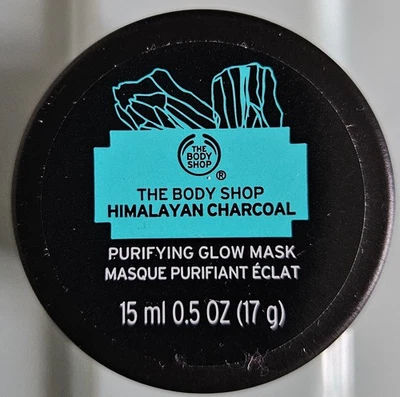 THE
BODY
SHOP
®
THE BODY SHOP
HIMALAYAN CHARCOAL
PURIFYING GLOW MASK
MASQUE PURIFIANT ÉCLAT
15 ml 0.5 OZ (17 g)